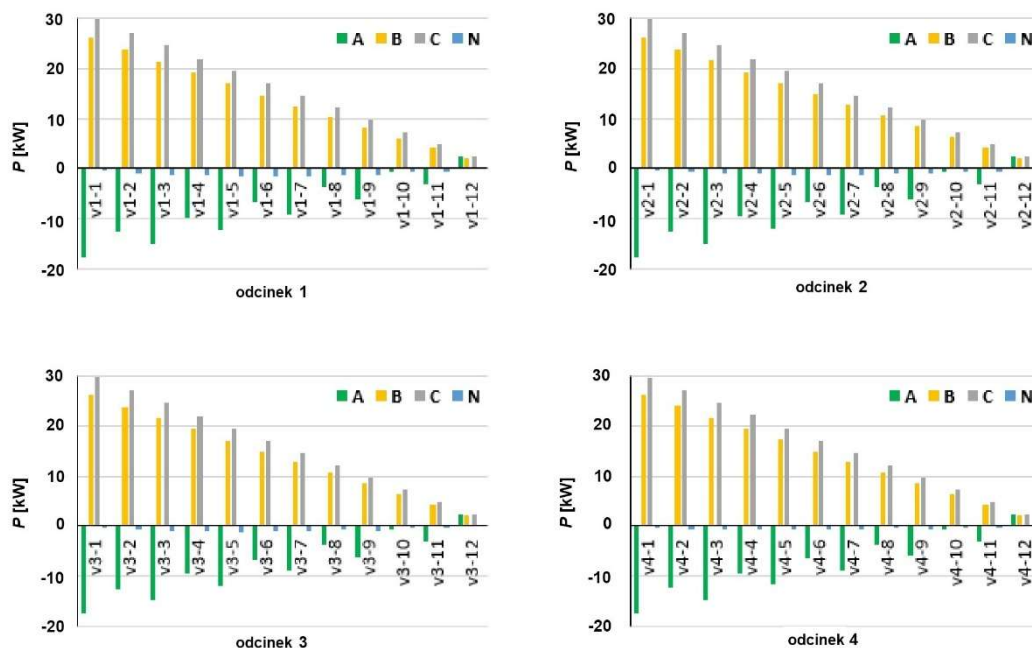 30
A B C N
20
10
0
-10
-20
P [kW]
v1-1 v1-2 v1-3 v1-4 v1-5 v1-6 v1-7 v1-8 v1-9 v1-10 v1-11 v1-12
odcinek 1
30
A B C N
20
10
0
-10
-20
P [kW]
v2-1 v2-2 v2-3 v2-4 v2-5 v2-6 v2-7 v2-8 v2-9 v2-10 v2-11 v2-12
odcinek 2
30
A B C N
20
10
0
-10
-20
P [kW]
v3-1 v3-2 v3-3 v3-4 v3-5 v3-6 v3-7 v3-8 v3-9 v3-10 v3-11 v3-12
odcinek 3
30
A B C N
20
10
0
-10
-20
P [kW]
v4-1 v4-2 v4-3 v4-4 v4-5 v4-6 v4-7 v4-8 v4-9 v4-10 v4-11 v4-12
odcinek 4